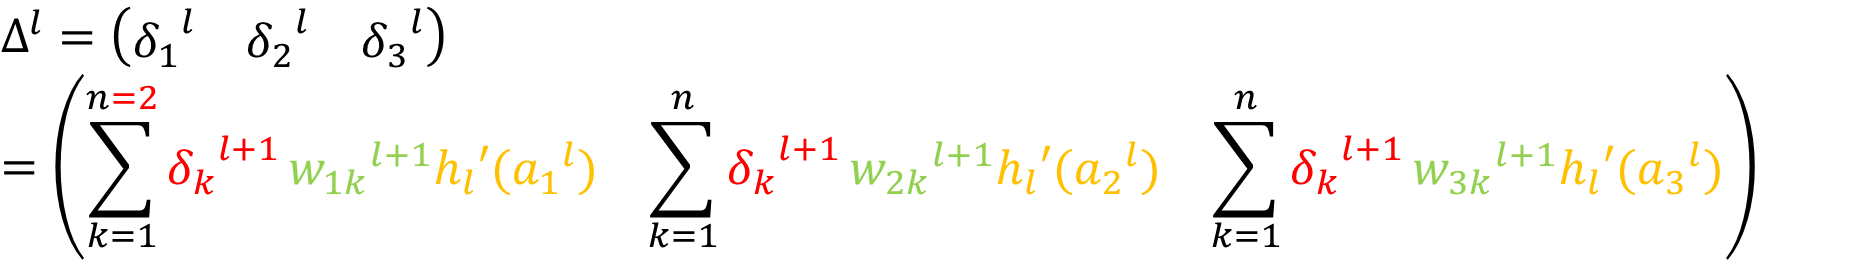 Δ^l = (δ_1^l δ_2^l δ_3^l)
= (∑_{k=1}^{n=2} δ_k^{l+1} w_{1k}^{l+1} h_l′(a_1^l) ∑_{k=1}^{n} δ_k^{l+1} w_{2k}^{l+1} h_l′(a_2^l) ∑_{k=1}^{n} δ_k^{l+1} w_{3k}^{l+1} h_l′(a_3^l))